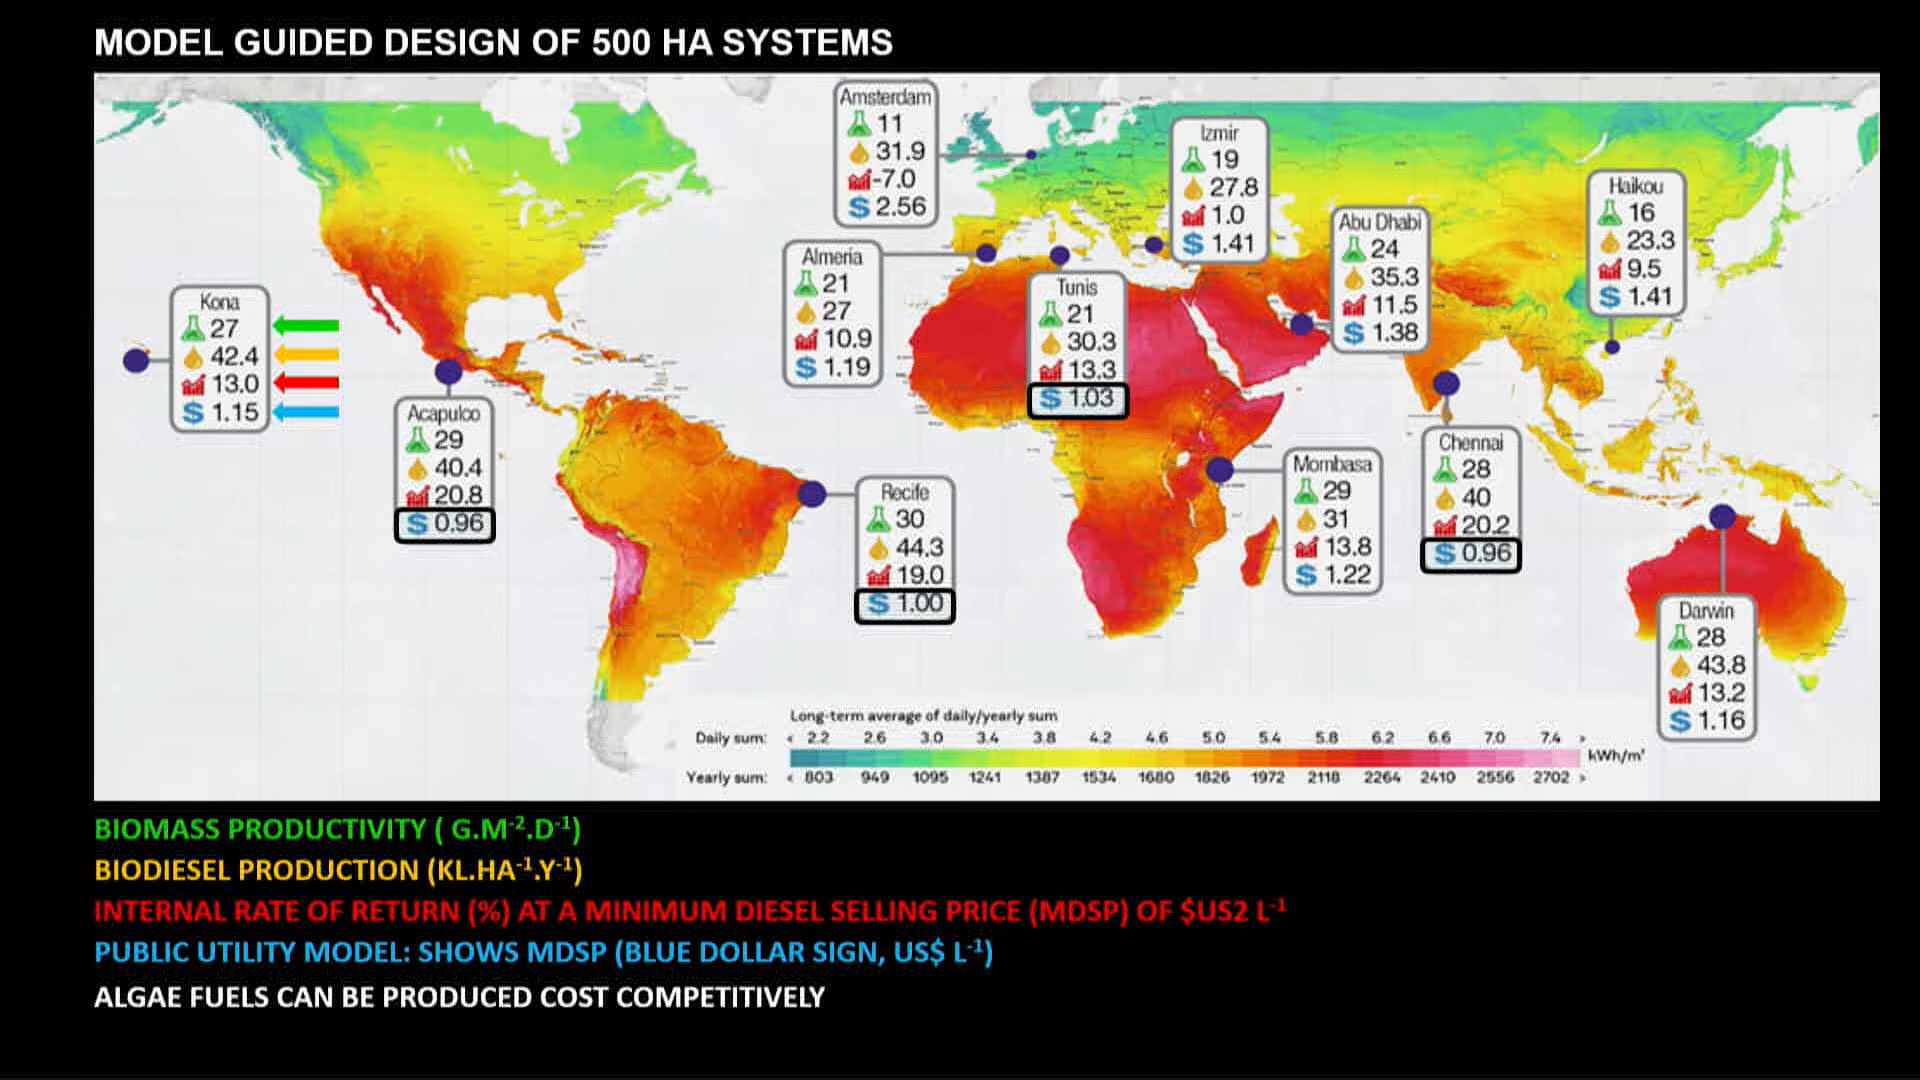 MODEL GUIDED DESIGN OF 500 HA SYSTEMS
Amsterdam
11
31.9
-7.0
$ 2.56
Izmir
19
27.8
1.0
$ 1.41
Haikou
16
23.3
9.5
$ 1.41
Abu Dhabi
24
35.3
11.5
$ 1.38
Almeria
21
27
10.9
$ 1.19
Tunis
21
30.3
13.3
$ 1.03
Kona
27
42.4
13.0
$ 1.15
Acapulco
29
40.4
20.8
$ 0.96
Recife
30
44.3
19.0
$ 1.00
Mombasa
29
31
13.8
$ 1.22
Chennai
28
40
20.2
$ 0.96
Darwin
28
43.8
13.2
$ 1.16
Long-term average of daily/yearly sum
Daily sum: < 2.2 2.6 3.0 3.4 3.8 4.2 4.6 5.0 5.4 5.8 6.2 6.6 7.0 7.4 >
kWh/m²
Yearly sum: < 803 949 1095 1241 1387 1534 1680 1826 1972 2118 2264 2410 2556 2702 >
BIOMASS PRODUCTIVITY ( G.M⁻².D⁻¹)
BIODIESEL PRODUCTION (KL.HA⁻¹.Y⁻¹)
INTERNAL RATE OF RETURN (%) AT A MINIMUM DIESEL SELLING PRICE (MDSP) OF $US2 L⁻¹
PUBLIC UTILITY MODEL: SHOWS MDSP (BLUE DOLLAR SIGN, US$ L⁻¹)
ALGAE FUELS CAN BE PRODUCED COST COMPETITIVELY